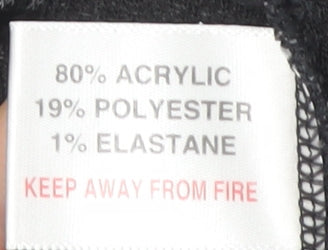 80% ACRYLIC
19% POLYESTER
1% ELASTANE
KEEP AWAY FROM FIRE